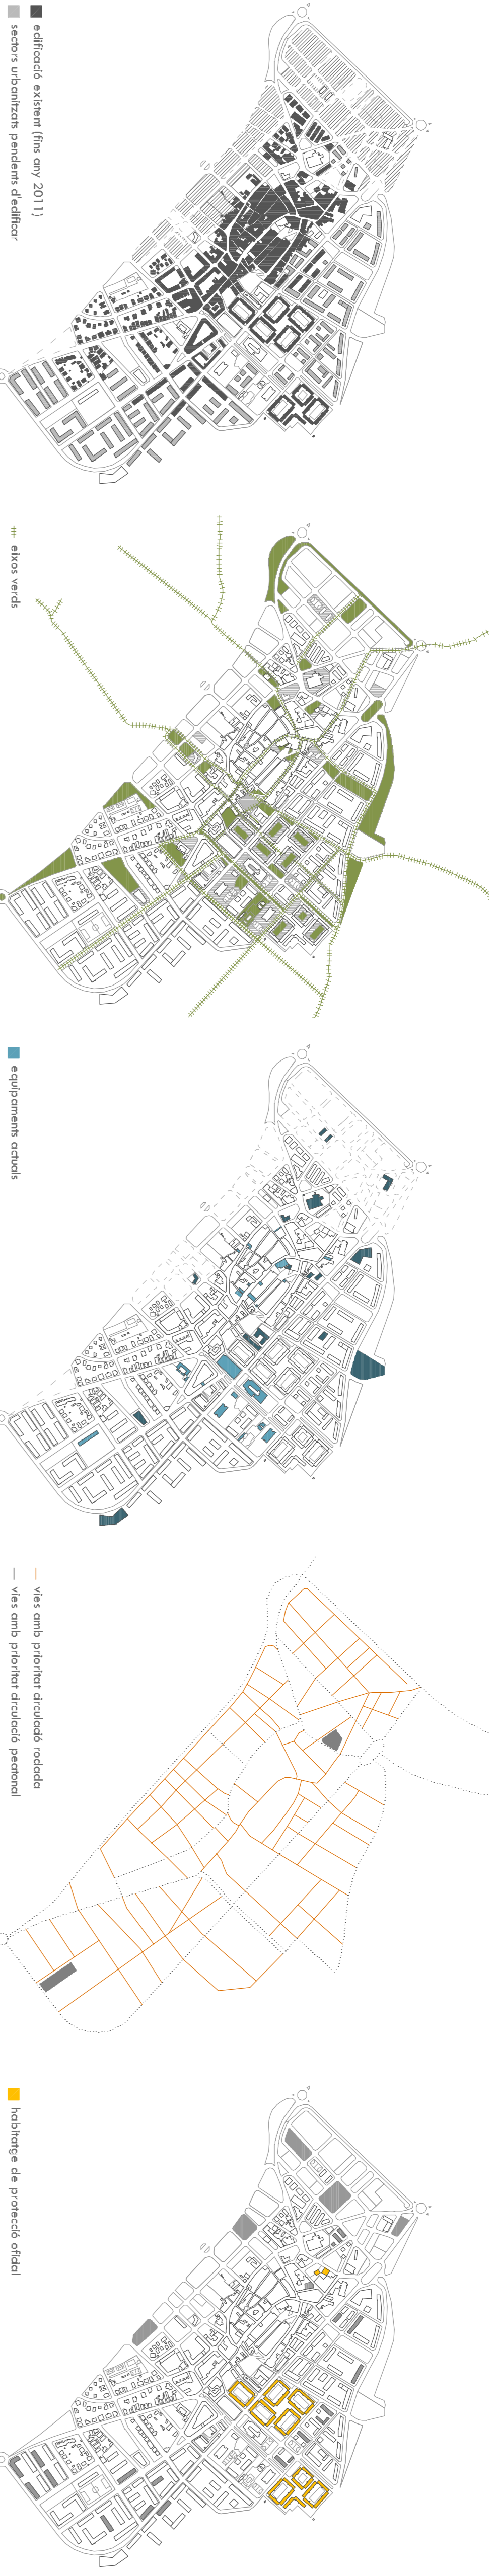 edificació existent (fins any 2011)
sectors urbanitzats pendents d'edificar
eixos verds
equipaments actuals
vies amb prioritat circulació rodada
vies amb prioritat circulació peatonal
habitatge de protecció oficial